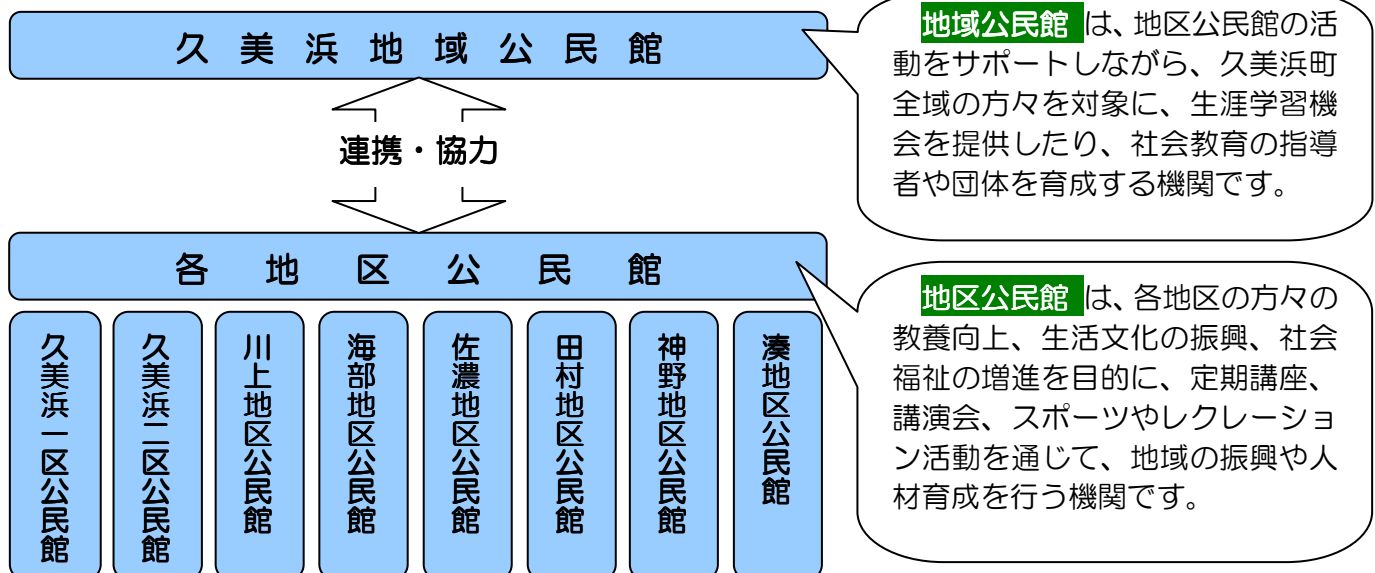 久美浜地域公民館
地域公民館 は、地区公民館の活
動をサポートしながら、久美浜町
全域の方々を対象に、生涯学習機
会を提供したり、社会教育の指導
者や団体を育成する機関です。
連携・協力
各地区公民館
地区公民館 は、各地区の方々の
教養向上、生活文化の振興、社会
福祉の増進を目的に、定期講座、
講演会、スポーツやレクレーショ
ン活動を通じて、地域の振興や人
材育成を行う機関です。
久美浜一区公民館
久美浜二区公民館
川上地区公民館
海部地区公民館
佐濃地区公民館
田村地区公民館
神野地区公民館
湊地区公民館